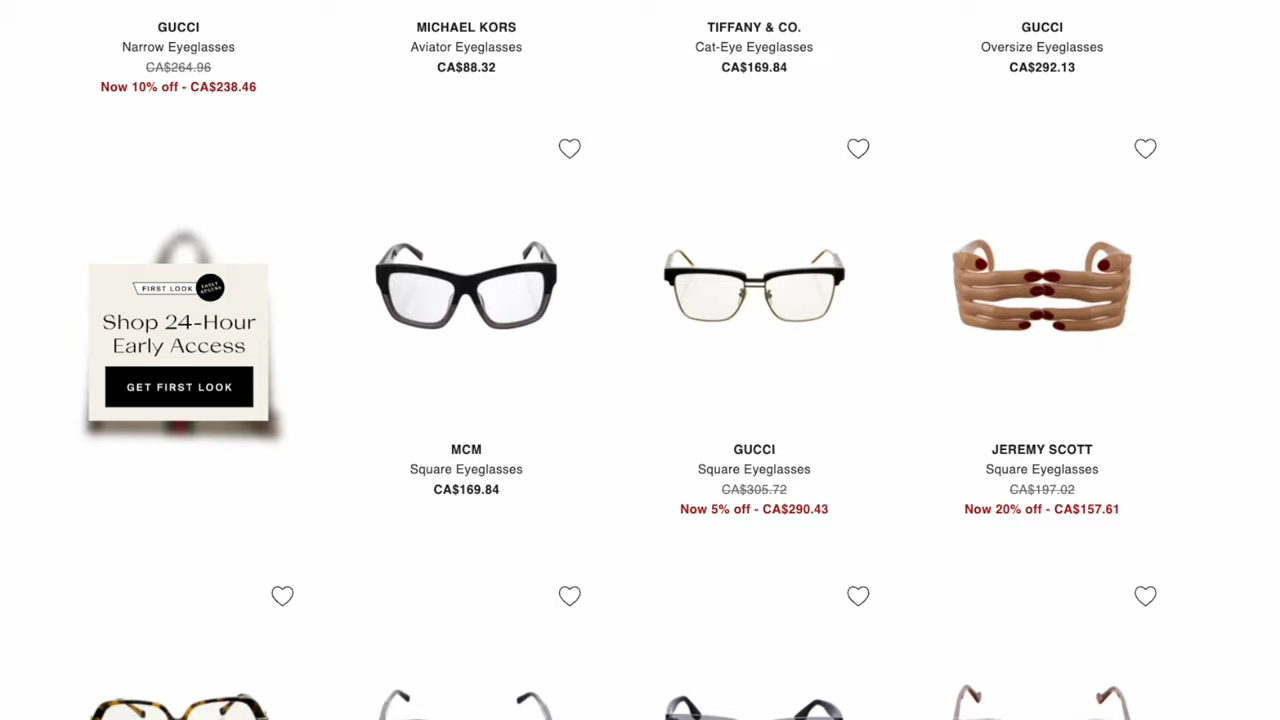 GUCCI
Narrow Eyeglasses
CA$264.96
Now 10% off - CA$238.46
MICHAEL KORS
Aviator Eyeglasses
CA$88.32
TIFFANY & CO.
Cat-Eye Eyeglasses
CA$169.84
GUCCI
Oversize Eyeglasses
CA$292.13
FIRST LOOK
EARLY
ACCESS
Shop 24-Hour
Early Access
GET FIRST LOOK
MCM
Square Eyeglasses
CA$169.84
GUCCI
Square Eyeglasses
CA$305.72
Now 5% off - CA$290.43
JEREMY SCOTT
Square Eyeglasses
CA$197.02
Now 20% off - CA$157.61